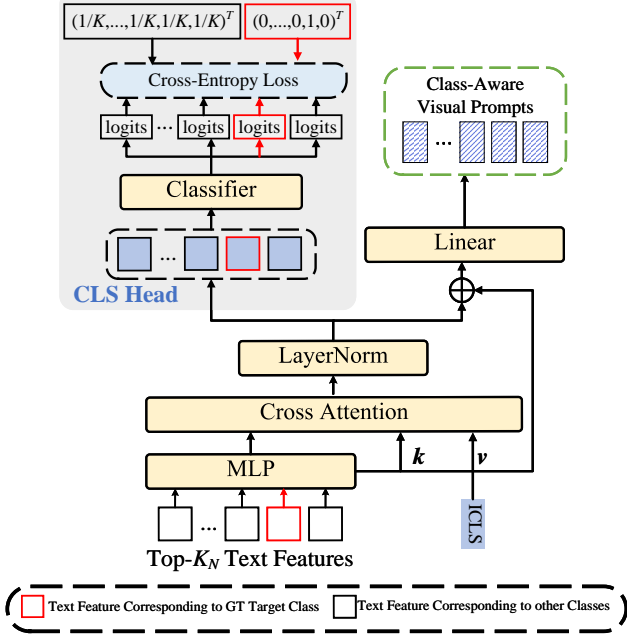 (1/K,...,1/K,1/K,1/K)^T
(0,...,0,1,0)^T
Cross-Entropy Loss
logits ... logits logits logits
Classifier
...
CLS Head
Class-Aware
Visual Prompts
...
Linear
LayerNorm
Cross Attention
k
v
MLP
ICLS
...
Top-K_N Text Features
Text Feature Corresponding to GT Target Class
Text Feature Corresponding to other Classes